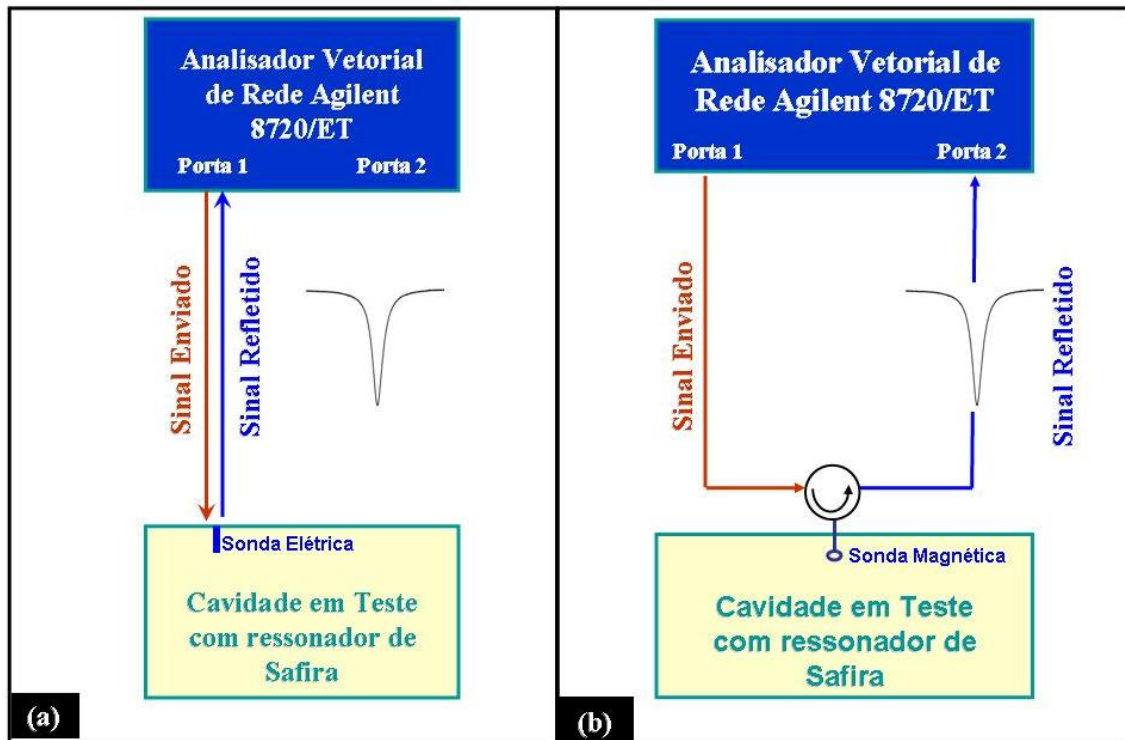 Analisador Vetorial
de Rede Agilent
8720/ET
Porta 1
Porta 2
Sinal Enviado
Sinal Refletido
Sonda Elétrica
Cavidade em Teste
com ressonador de
Safira
(a)
Analisador Vetorial de
Rede Agilent 8720/ET
Porta 1
Porta 2
Sinal Enviado
Sinal Refletido
Sonda Magnética
Cavidade em Teste
com ressonador de
Safira
(b)